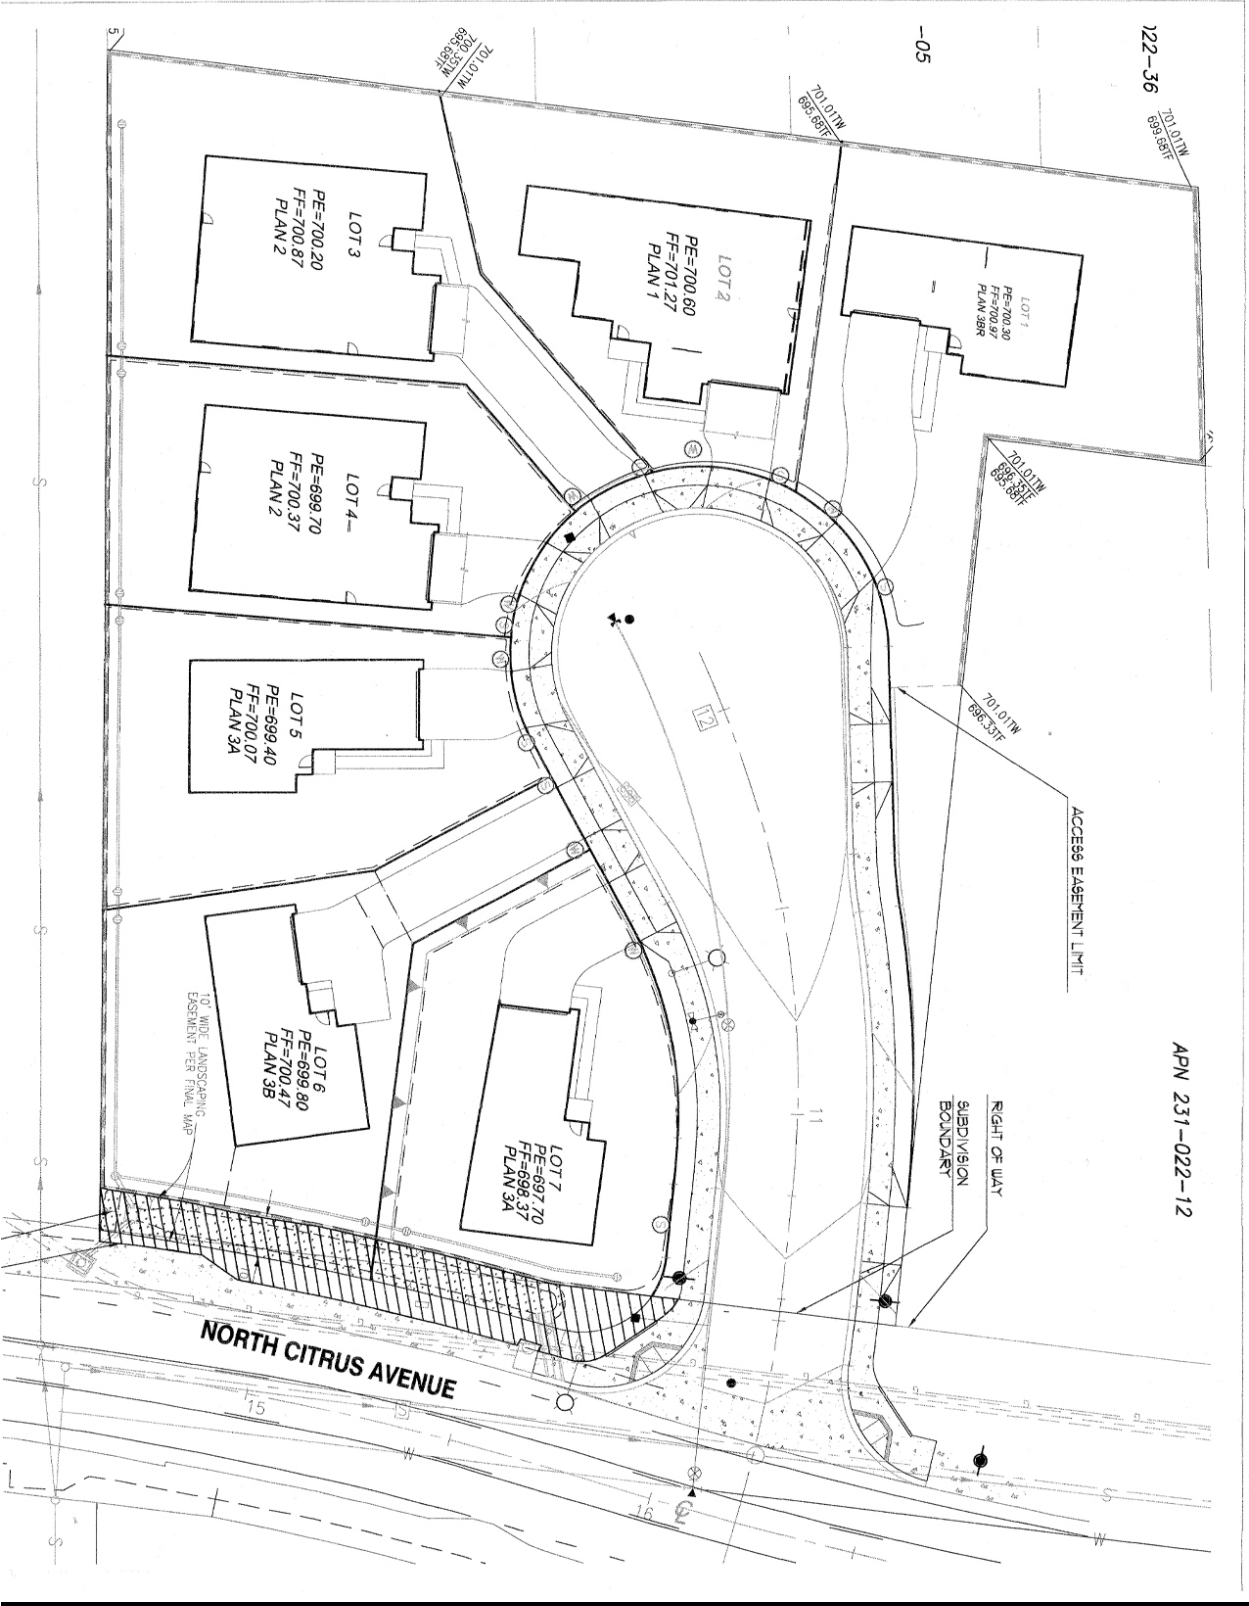 )22-36
-05
701.01TW
699.68TF
701.01TW
695.68TF
701.01TW
700.35TW
695.68TF
5
LOT 1
PE=700.30
FF=700.97
PLAN 3BR
LOT 2
PE=700.60
FF=701.27
PLAN 1
LOT 3
PE=700.20
FF=700.87
PLAN 2
701.01TW
696.35TF
695.68TF
LOT 4
PE=699.70
FF=700.37
PLAN 2
LOT 5
PE=699.40
FF=700.07
PLAN 3A
701.01TW
696.33TF
12
ACCESS EASEMENT LIMIT
LOT 6
PE=699.80
FF=700.47
PLAN 3B
LOT 7
PE=697.70
FF=698.37
PLAN 3A
10' WIDE LANDSCAPING
EASEMENT PER FINAL MAP
11
APN 231-022-12
RIGHT OF WAY
SUBDIVISION
BOUNDARY
NORTH CITRUS AVENUE
15
16
W
W
S
S
S
S
S
S
CL